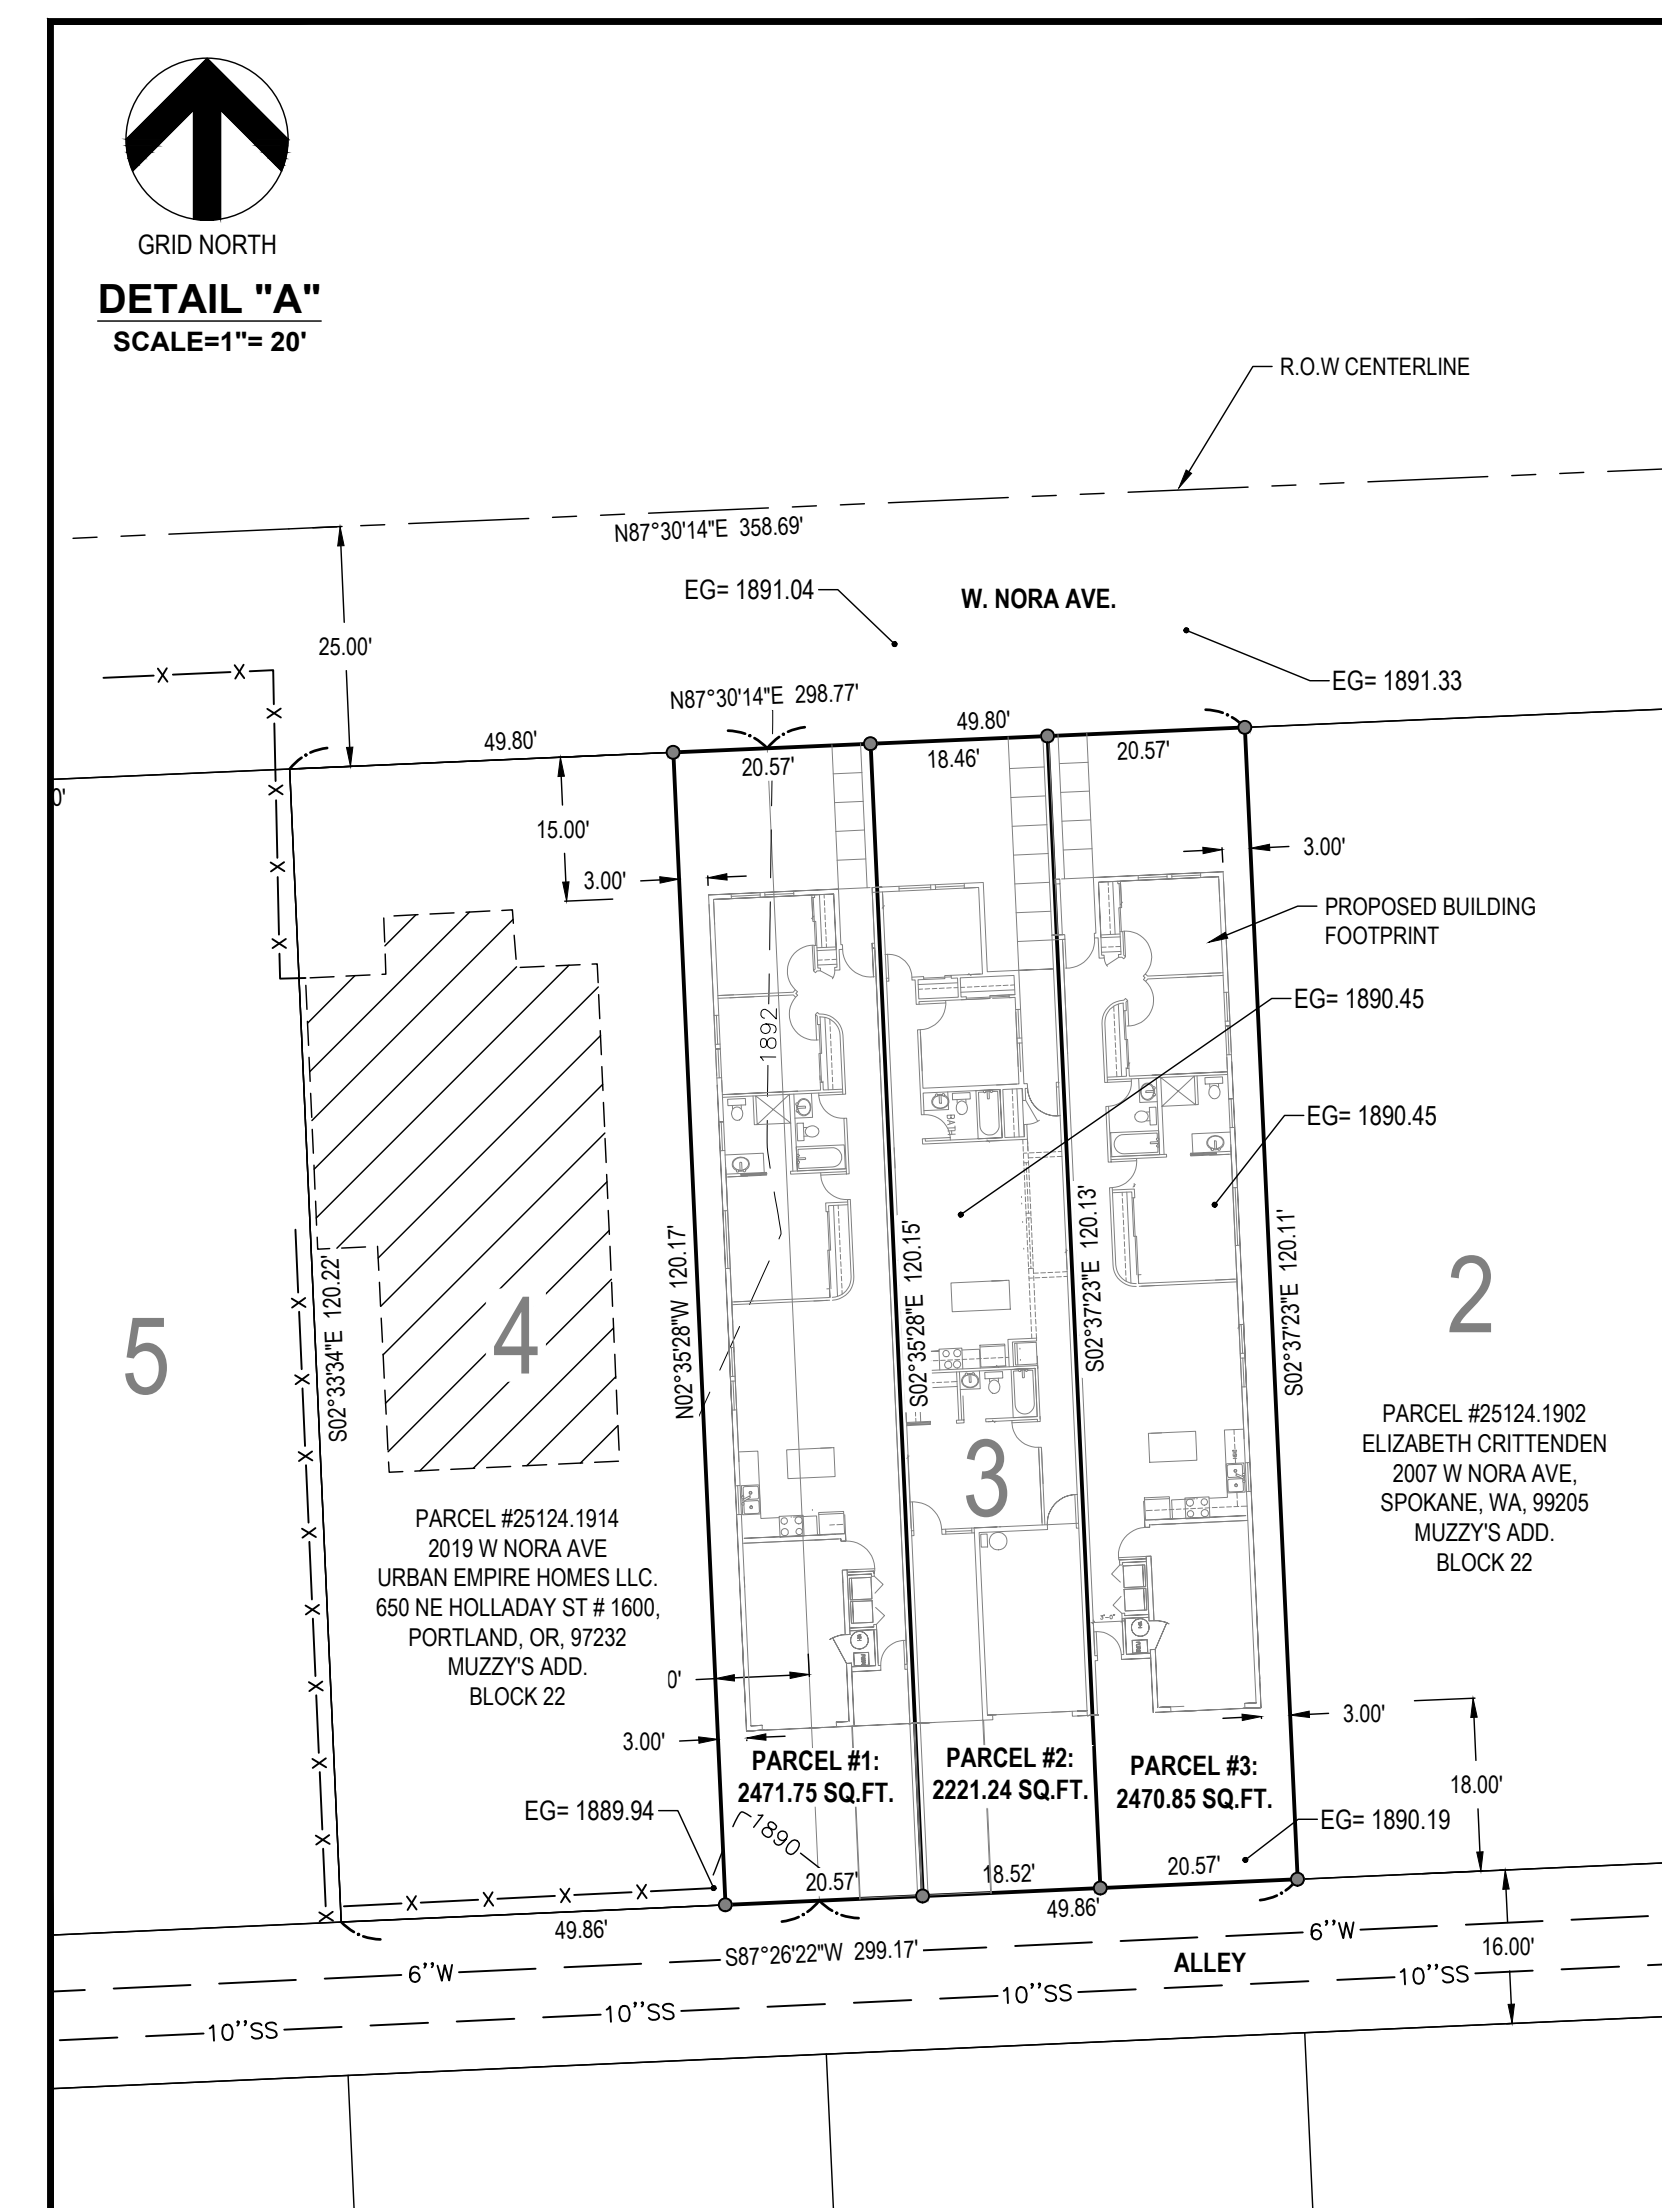 GRID NORTH
DETAIL "A"
SCALE=1"= 20'
R.O.W CENTERLINE
N87°30'14"E 358.69'
EG= 1891.04
W. NORA AVE.
25.00'
EG= 1891.33
N87°30'14"E 298.77'
49.80'
49.80'
20.57'
18.46'
20.57'
0'
15.00'
3.00'
3.00'
PROPOSED BUILDING
FOOTPRINT
EG= 1890.45
1892
EG= 1890.45
BATH
S02°33'34"E 120.22'
N02°35'28"W 120.17'
S02°35'28"E 120.15'
S02°37'23"E 120.13'
S02°37'23"E 120.11'
5
4
3
2
PARCEL #25124.1902
ELIZABETH CRITTENDEN
2007 W NORA AVE,
SPOKANE, WA, 99205
MUZZY'S ADD.
BLOCK 22
PARCEL #25124.1914
2019 W NORA AVE
URBAN EMPIRE HOMES LLC.
650 NE HOLLADAY ST # 1600,
PORTLAND, OR, 97232
MUZZY'S ADD.
BLOCK 22
3'-0"
0'
3.00'
3.00'
PARCEL #1:
2471.75 SQ.FT.
PARCEL #2:
2221.24 SQ.FT.
PARCEL #3:
2470.85 SQ.FT.
18.00'
EG= 1889.94
1890
EG= 1890.19
20.57'
18.52'
20.57'
49.86'
49.86'
S87°26'22"W 299.17'
6''W
6''W
ALLEY
16.00'
10''SS
10''SS
10''SS
10''SS
X X
X
X
X
X
X
X
X
X
X
X
X
X
X
X X X X